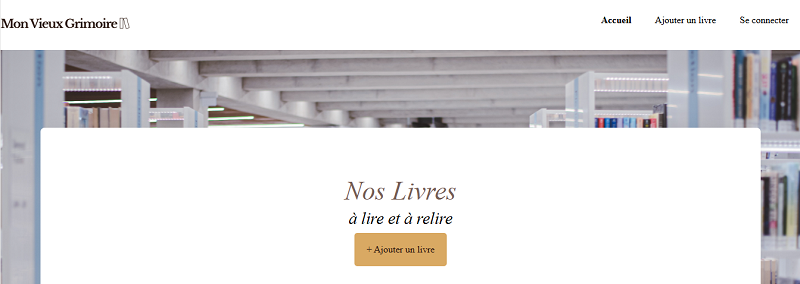 Mon Vieux Grimoire
Accueil
Ajouter un livre
Se connecter
Nos Livres
à lire et à relire
+ Ajouter un livre